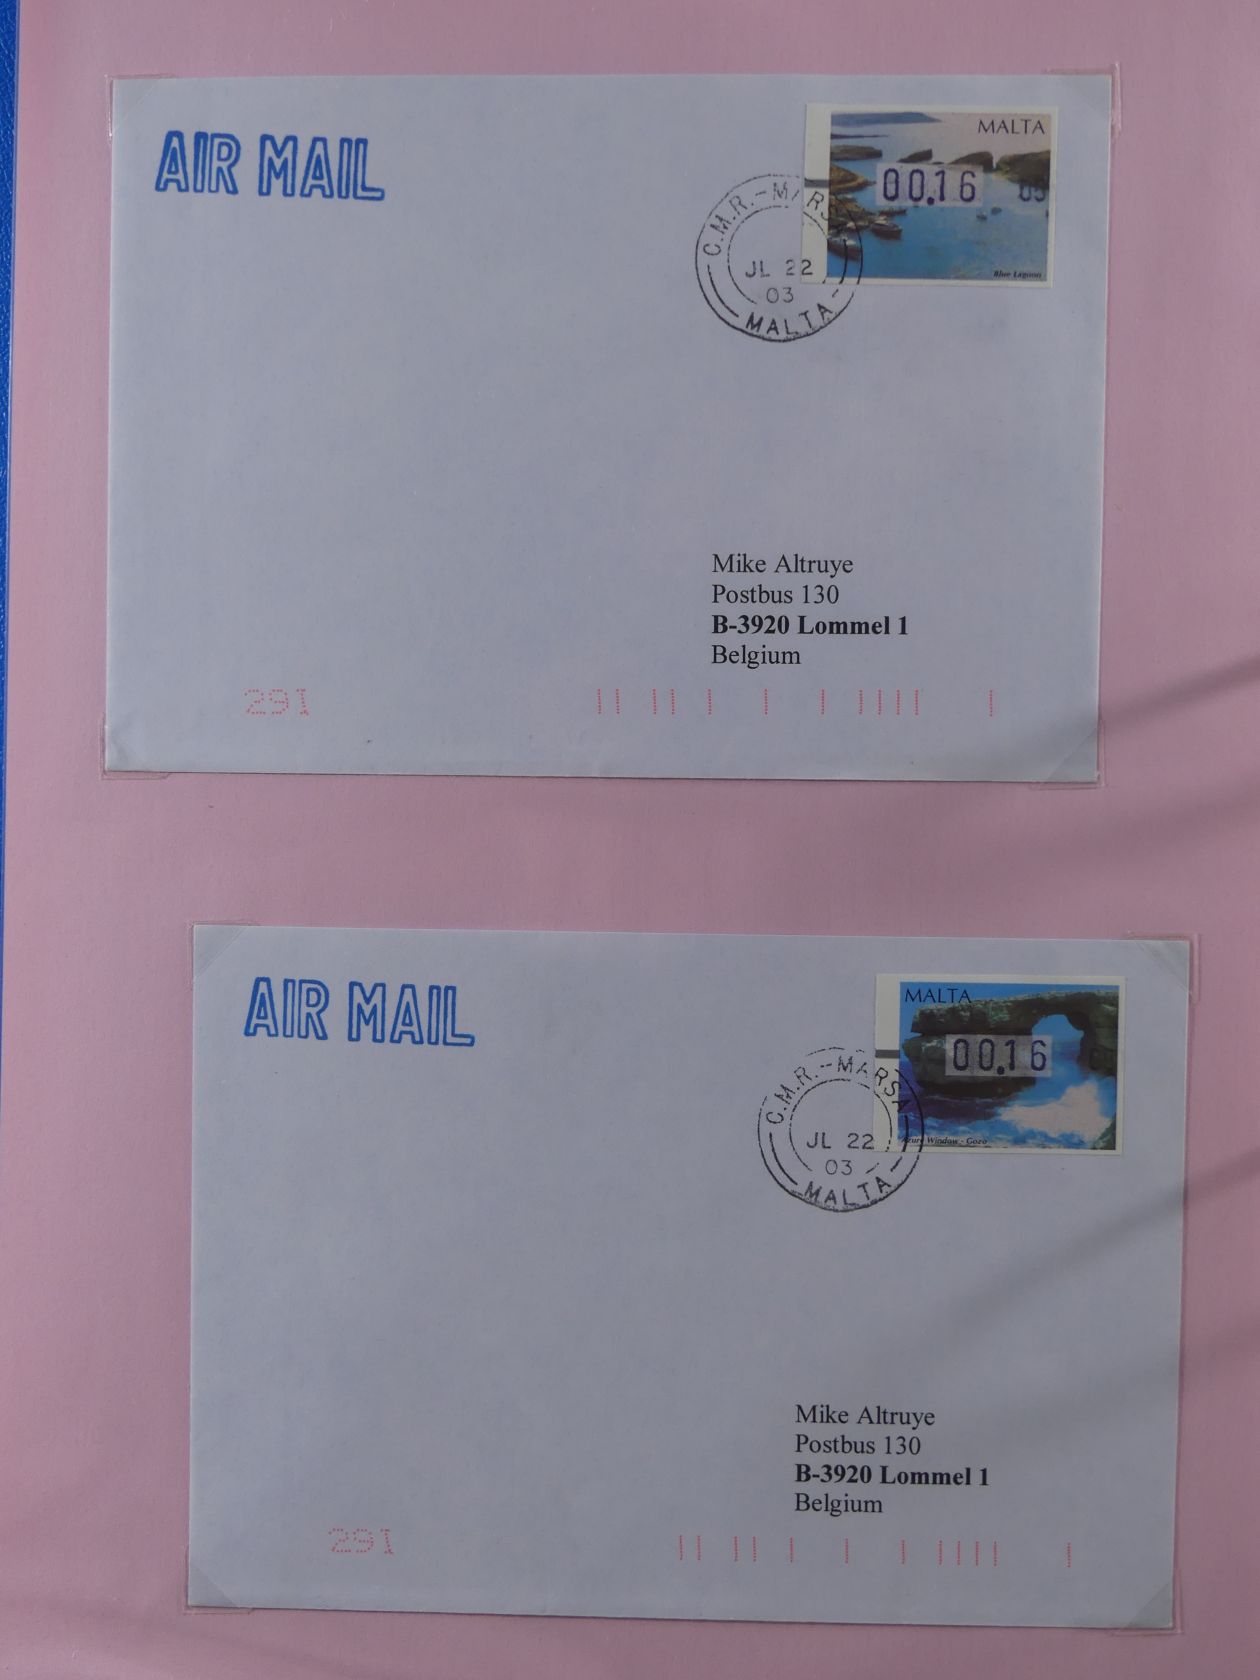 AIR MAIL
MALTA
00.16
05
Blue Lagoon
C.M.R.-MARSA
JL 22
03
MALTA-
Mike Altruye
Postbus 130
B-3920 Lommel 1
Belgium
291
AIR MAIL
MALTA
00.16
Azure Window - Gozo
C.M.R.-MARSA
JL 22
03
MALTA
Mike Altruye
Postbus 130
B-3920 Lommel 1
Belgium
291